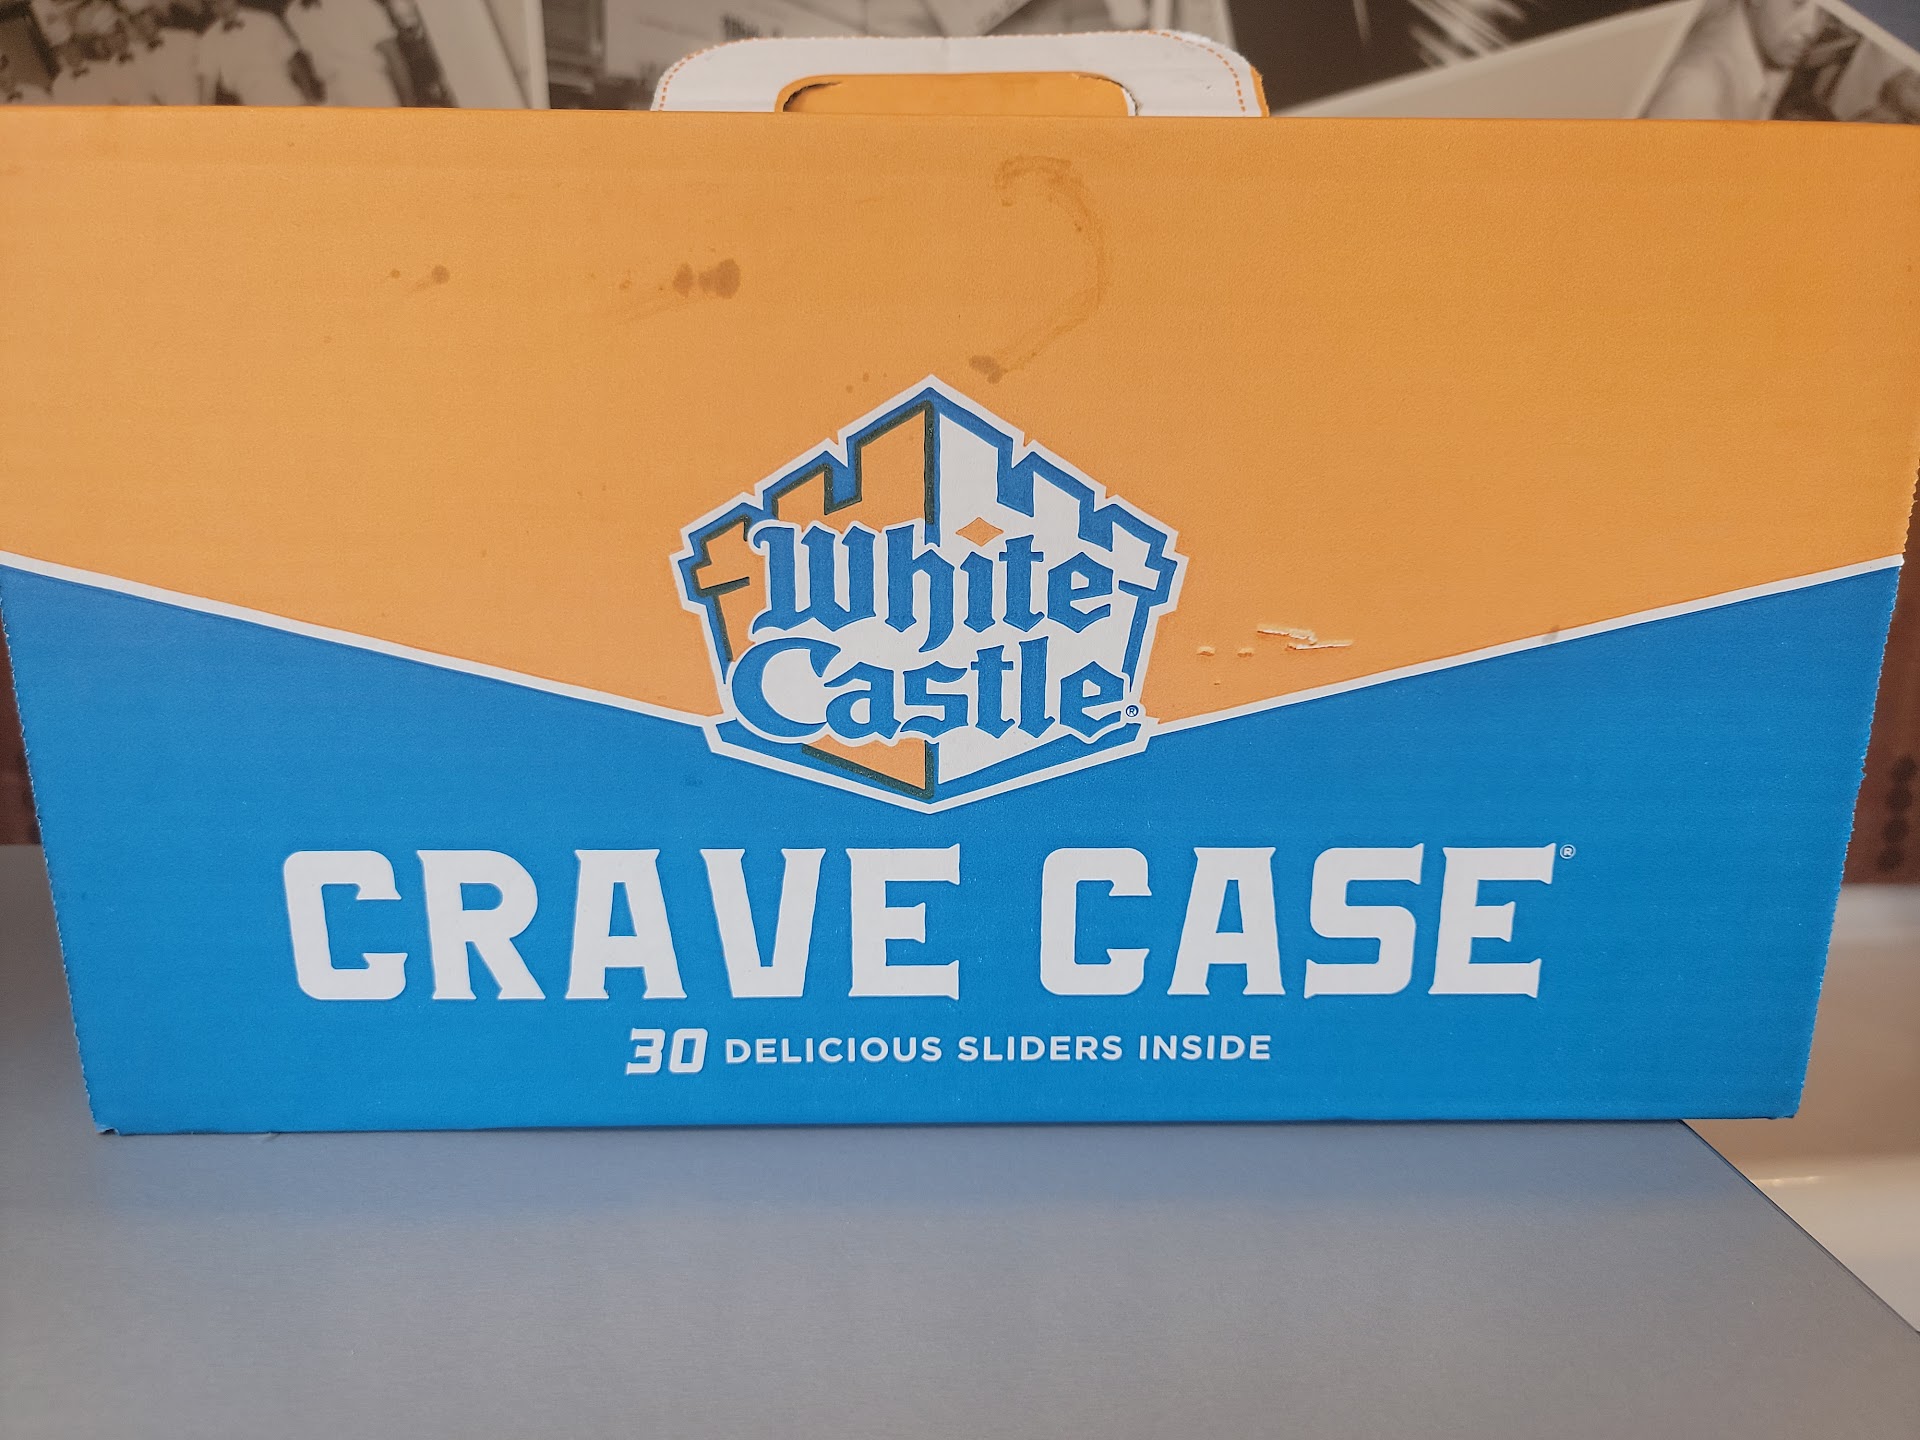 White
Castle®
CRAVE CASE®
30 DELICIOUS SLIDERS INSIDE